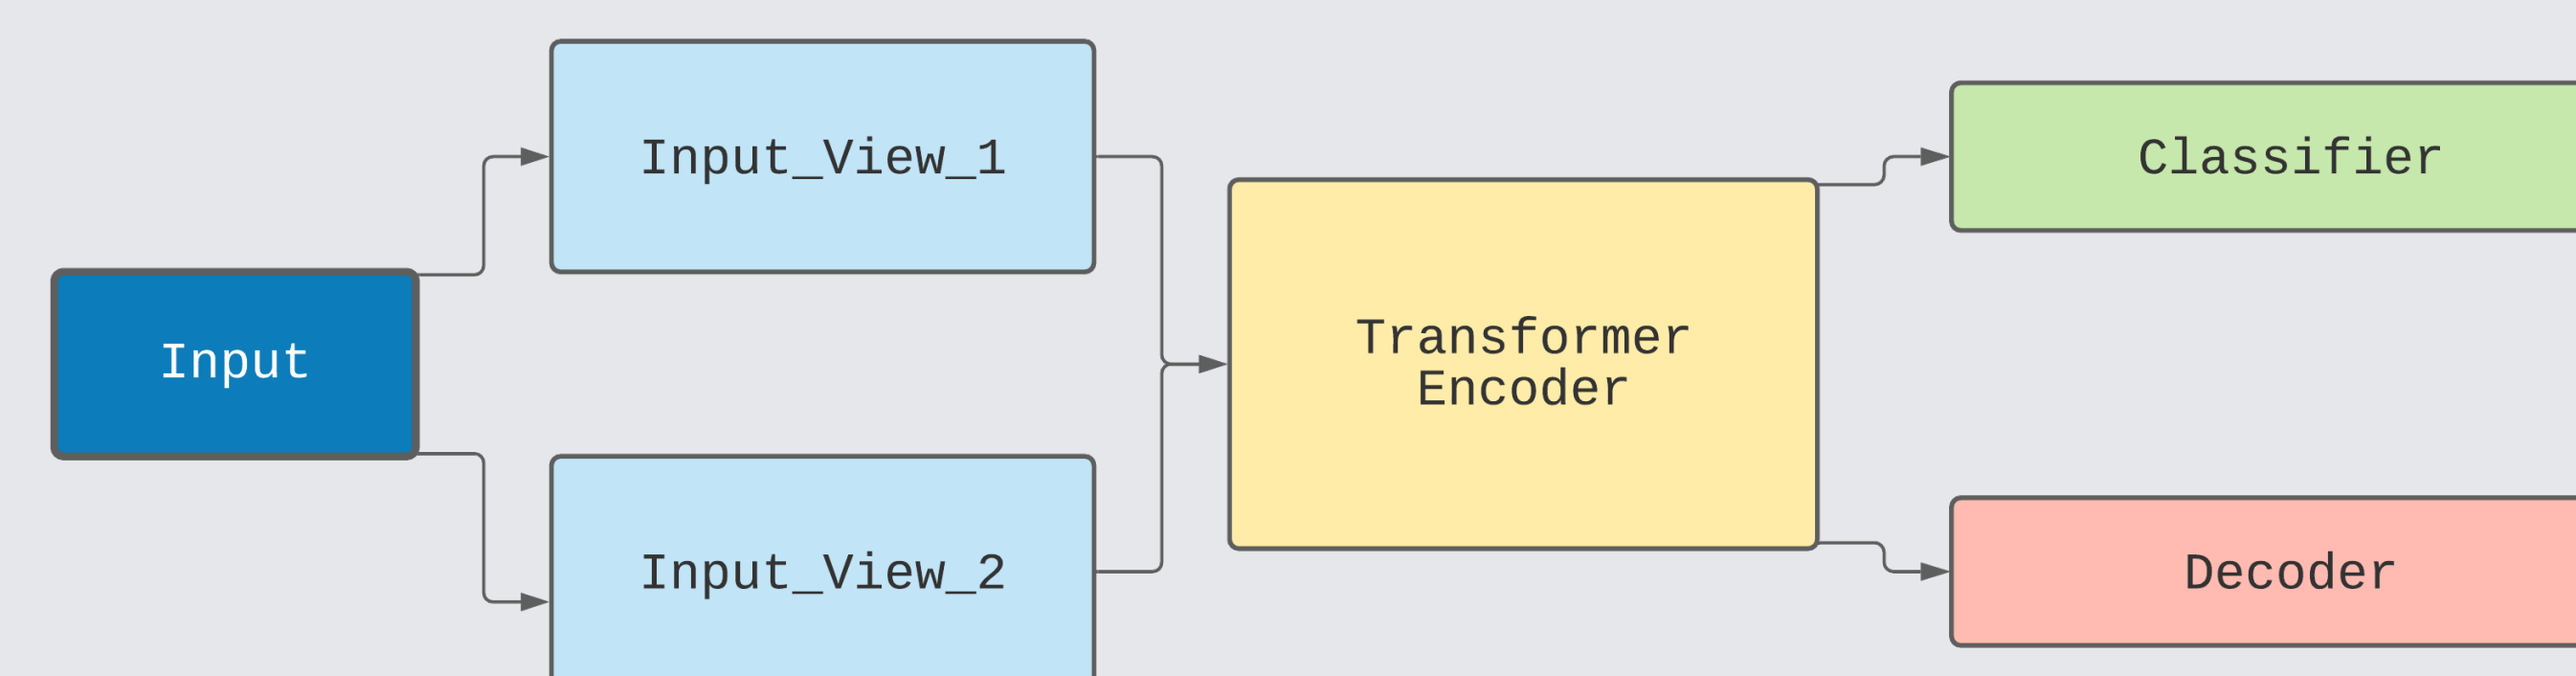 Input
Input_View_1
Input_View_2
Transformer
Encoder
Classifier
Decoder